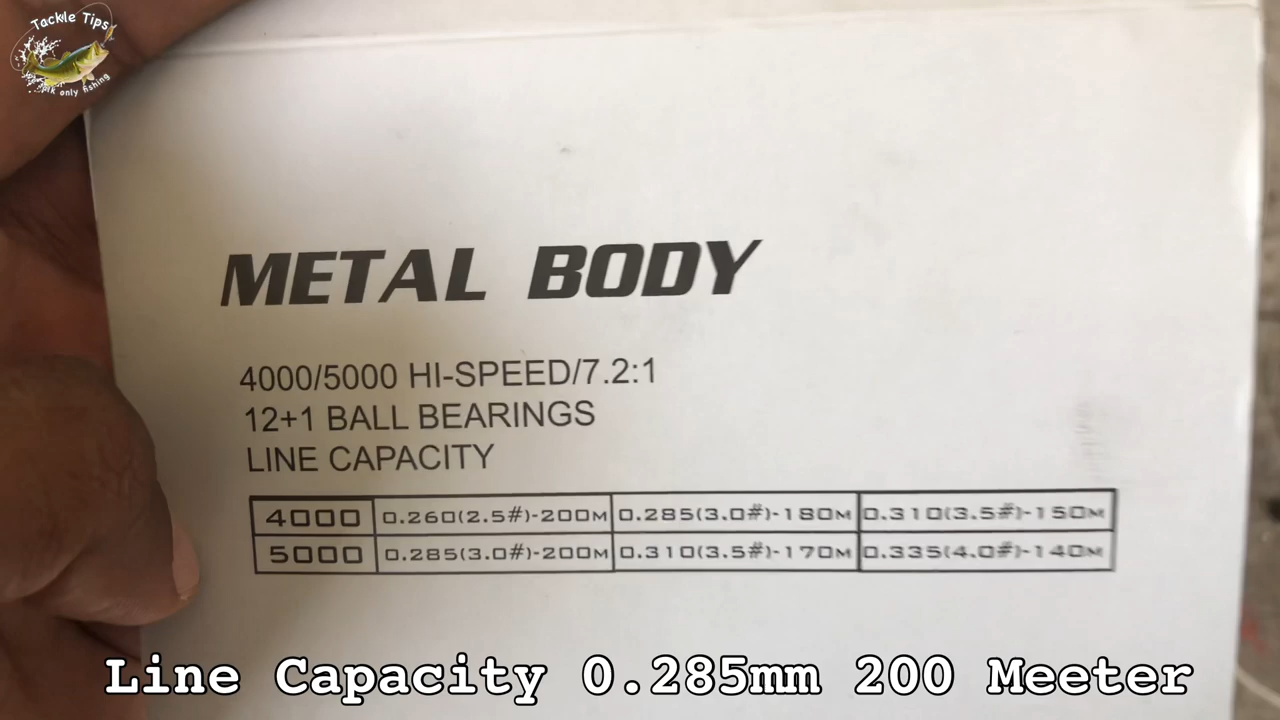 Tackle Tips
only fishing
METAL BODY
4000/5000 HI-SPEED/7.2:1
12+1 BALL BEARINGS
LINE CAPACITY
4000 0.260(2.5#)-200M 0.285(3.0#)-180M 0.310(3.5#)-150M
5000 0.285(3.0#)-200M 0.310(3.5#)-170M 0.335(4.0#)-140M
Line Capacity 0.285mm 200 Meeter